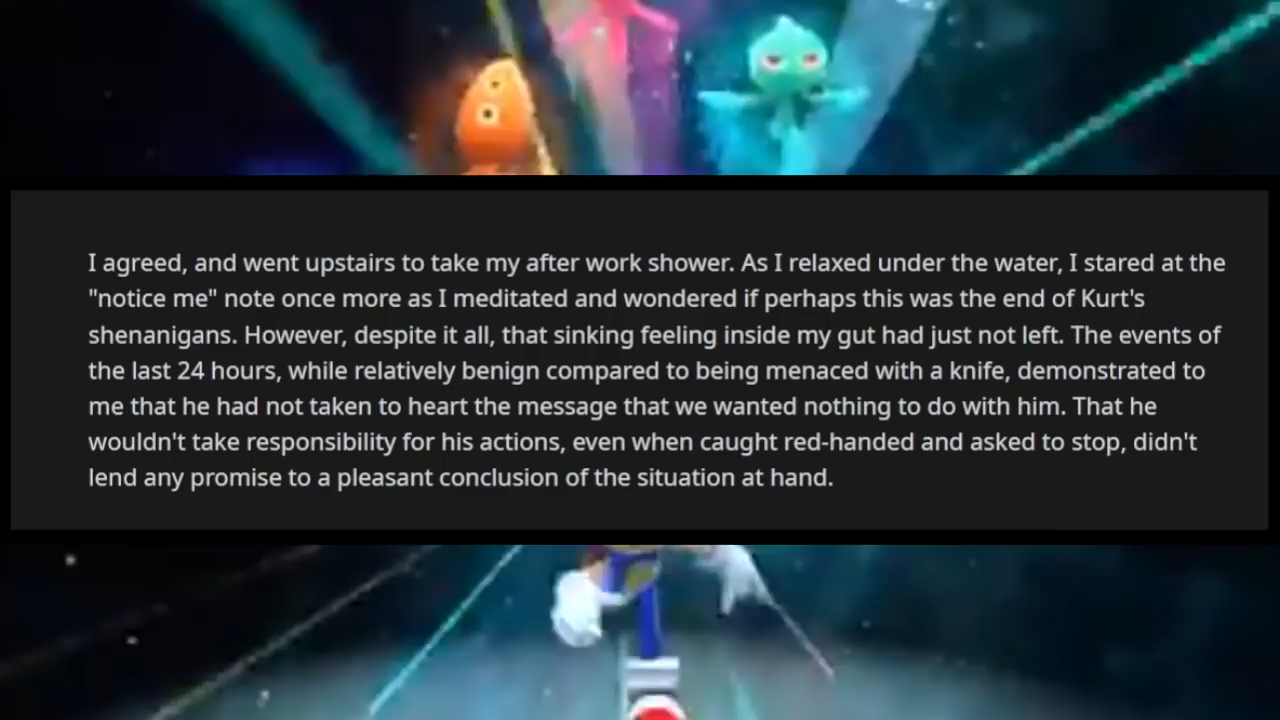 I agreed, and went upstairs to take my after work shower. As I relaxed under the water, I stared at the
"notice me" note once more as I meditated and wondered if perhaps this was the end of Kurt's
shenanigans. However, despite it all, that sinking feeling inside my gut had just not left. The events of
the last 24 hours, while relatively benign compared to being menaced with a knife, demonstrated to
me that he had not taken to heart the message that we wanted nothing to do with him. That he
wouldn't take responsibility for his actions, even when caught red-handed and asked to stop, didn't
lend any promise to a pleasant conclusion of the situation at hand.